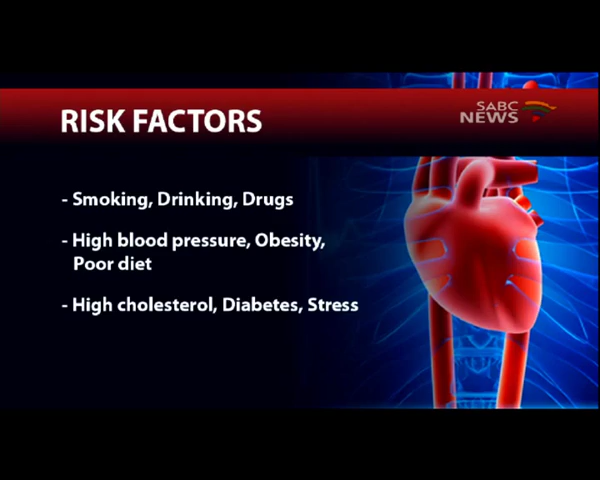 RISK FACTORS
SABC
NEWS
- Smoking, Drinking, Drugs
- High blood pressure, Obesity,
Poor diet
- High cholesterol, Diabetes, Stress